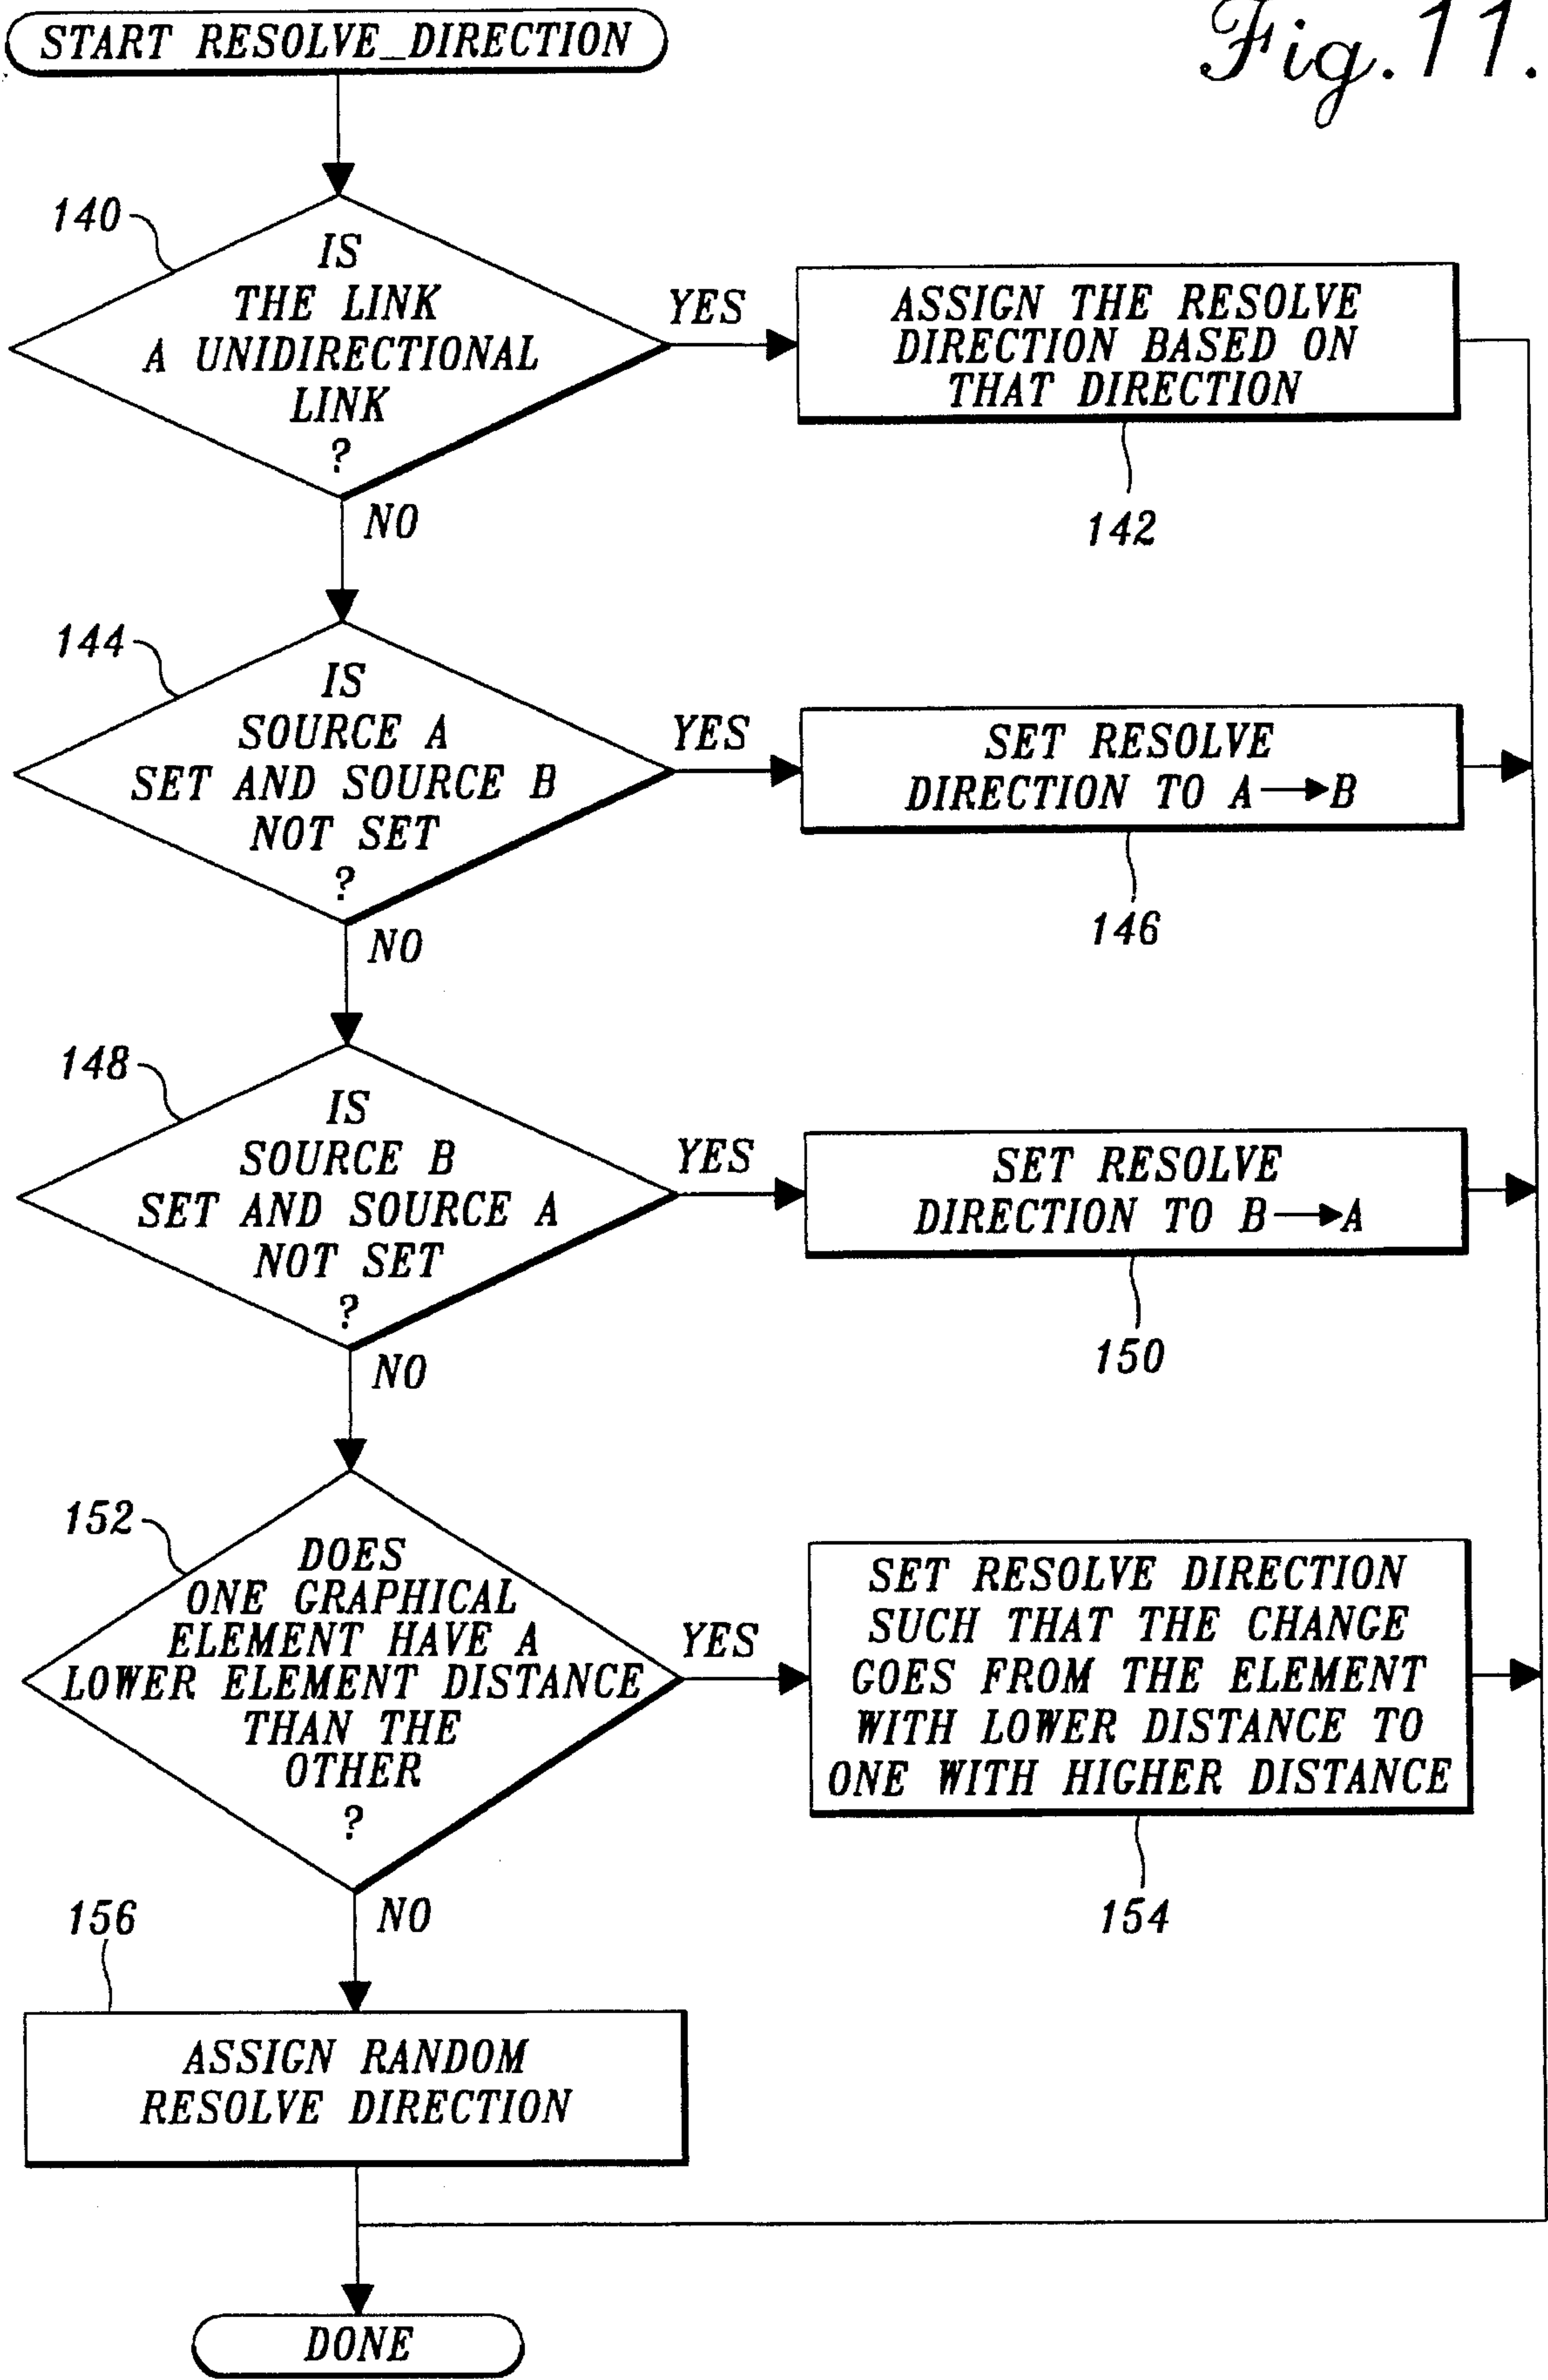 Fig. 11.
START RESOLVE_DIRECTION
140
IS
THE LINK
A UNIDIRECTIONAL
LINK
?
YES
NO
ASSIGN THE RESOLVE
DIRECTION BASED ON
THAT DIRECTION
142
144
IS
SOURCE A
SET AND SOURCE B
NOT SET
?
YES
NO
SET RESOLVE
DIRECTION TO A→B
146
148
IS
SOURCE B
SET AND SOURCE A
NOT SET
?
YES
NO
SET RESOLVE
DIRECTION TO B→A
150
152
DOES
ONE GRAPHICAL
ELEMENT HAVE A
LOWER ELEMENT DISTANCE
THAN THE
OTHER
?
YES
NO
SET RESOLVE DIRECTION
SUCH THAT THE CHANGE
GOES FROM THE ELEMENT
WITH LOWER DISTANCE TO
ONE WITH HIGHER DISTANCE
154
156
ASSIGN RANDOM
RESOLVE DIRECTION
DONE